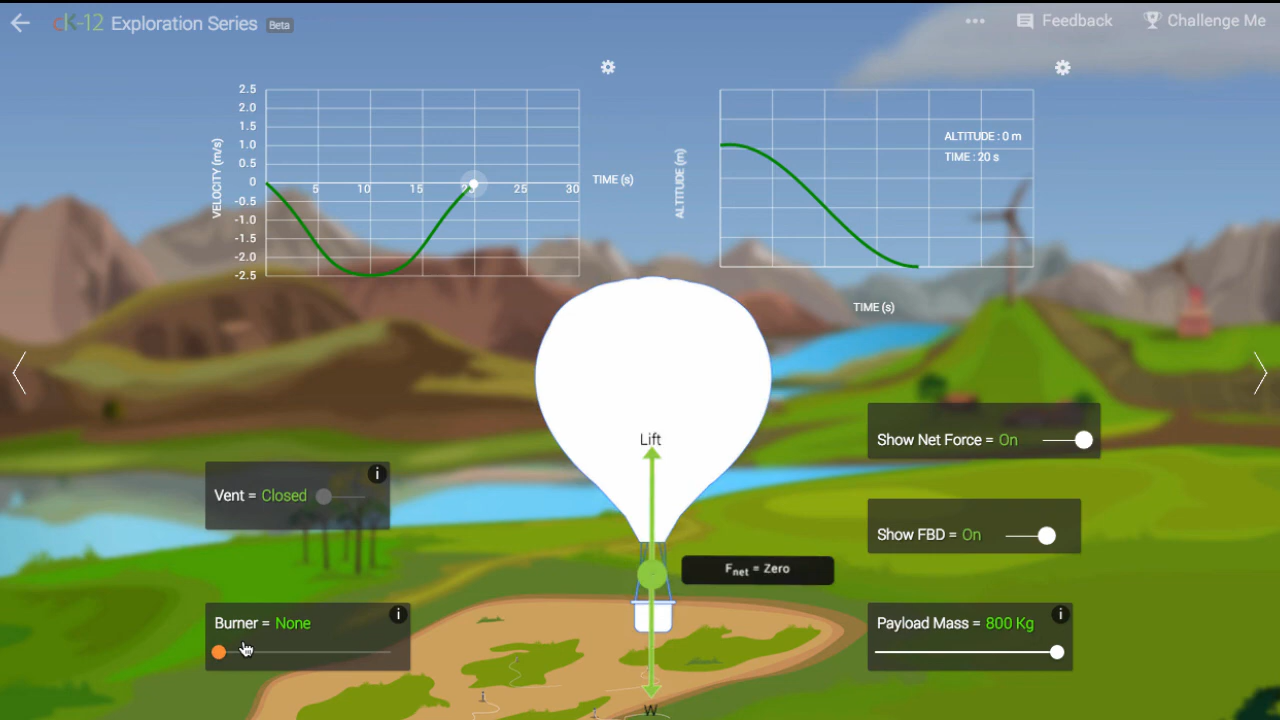 cK-12 Exploration Series Beta
••• Feedback Challenge Me
2.5
2.0
1.5
1.0
0.5
0
-0.5
-1.0
-1.5
-2.0
-2.5
VELOCITY (m/s)
5 10 15 20 25 30
TIME (s)
ALTITUDE (m)
ALTITUDE : 0 m
TIME : 20 s
TIME (s)
Lift
Show Net Force = On
Vent = Closed
i
Show FBD = On
Fnet = Zero
Burner = None
i
Payload Mass = 800 Kg
i
W